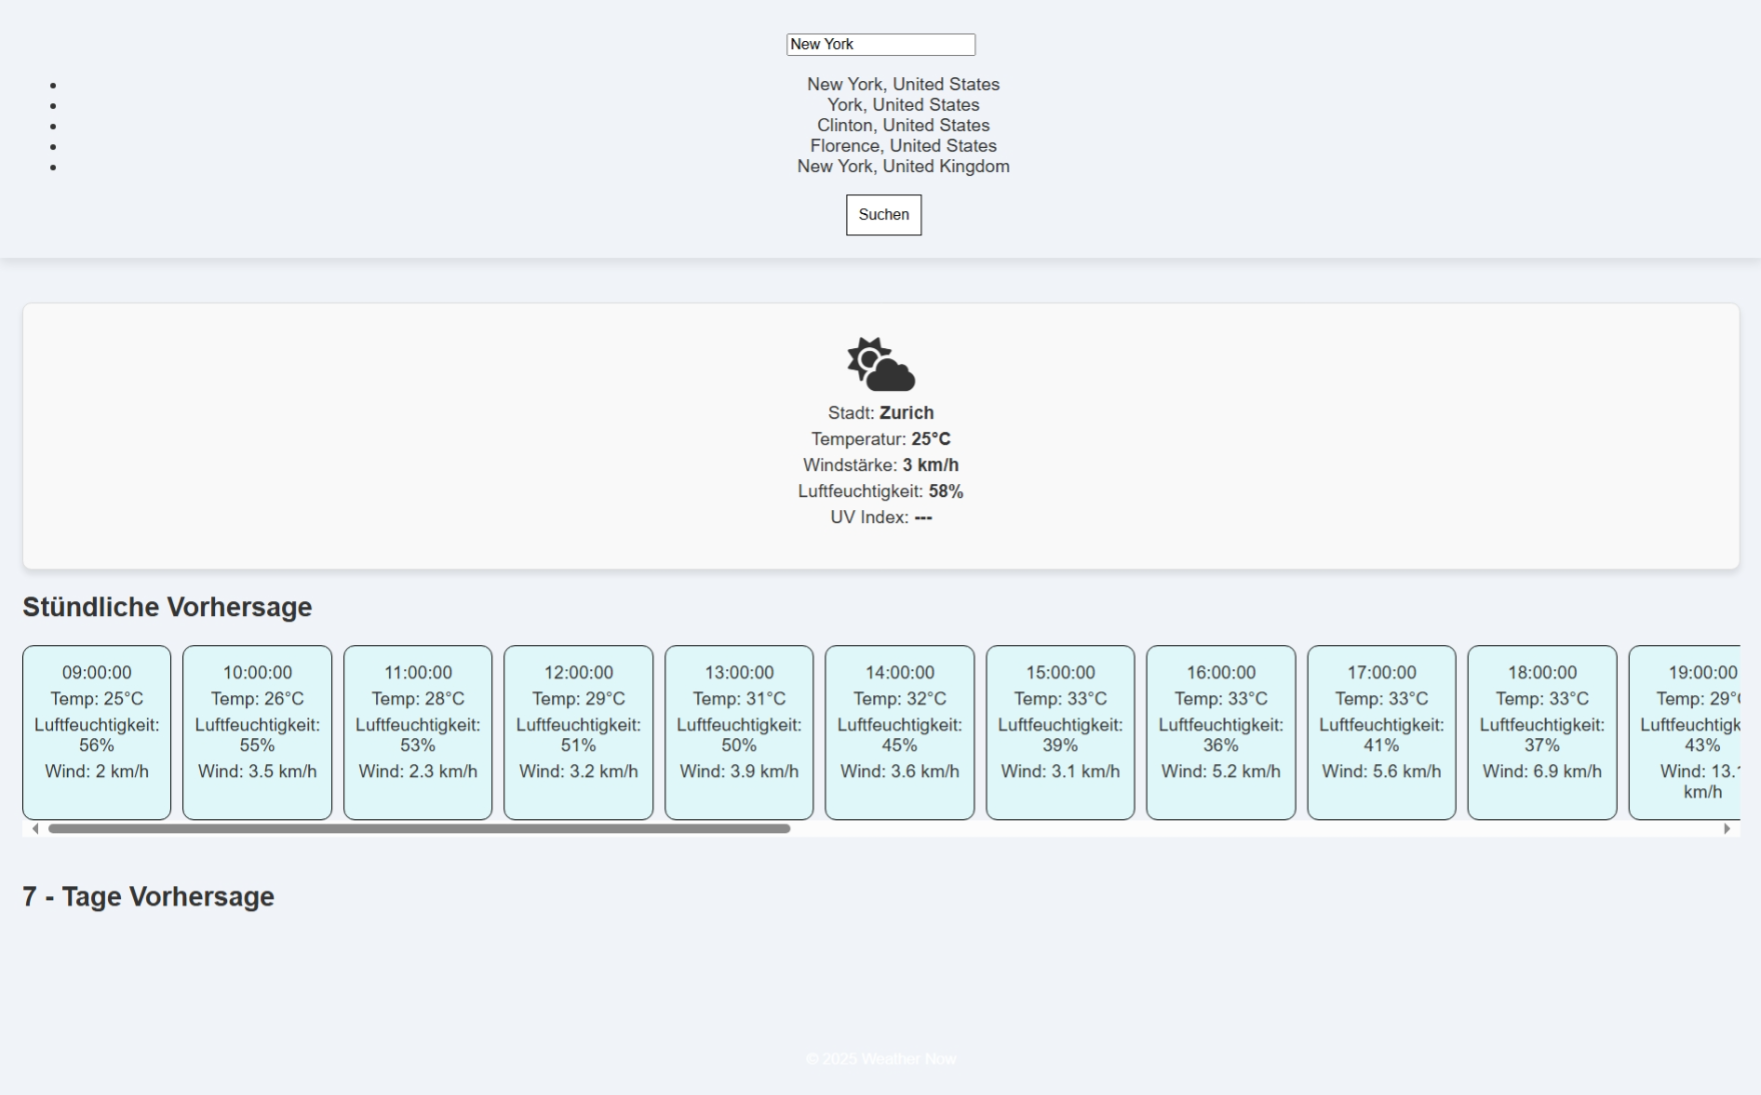 New York
New York, United States
York, United States
Clinton, United States
Florence, United States
New York, United Kingdom
Suchen
Stadt: Zurich
Temperatur: 25°C
Windstärke: 3 km/h
Luftfeuchtigkeit: 58%
UV Index: ---
Stündliche Vorhersage
09:00:00
Temp: 25°C
Luftfeuchtigkeit:
56%
Wind: 2 km/h
10:00:00
Temp: 26°C
Luftfeuchtigkeit:
55%
Wind: 3.5 km/h
11:00:00
Temp: 28°C
Luftfeuchtigkeit:
53%
Wind: 2.3 km/h
12:00:00
Temp: 29°C
Luftfeuchtigkeit:
51%
Wind: 3.2 km/h
13:00:00
Temp: 31°C
Luftfeuchtigkeit:
50%
Wind: 3.9 km/h
14:00:00
Temp: 32°C
Luftfeuchtigkeit:
45%
Wind: 3.6 km/h
15:00:00
Temp: 33°C
Luftfeuchtigkeit:
39%
Wind: 3.1 km/h
16:00:00
Temp: 33°C
Luftfeuchtigkeit:
36%
Wind: 5.2 km/h
17:00:00
Temp: 33°C
Luftfeuchtigkeit:
41%
Wind: 5.6 km/h
18:00:00
Temp: 33°C
Luftfeuchtigkeit:
37%
Wind: 6.9 km/h
19:00:00
Temp: 29°
Luftfeuchtigk
43%
Wind: 13.
km/h
7 - Tage Vorhersage
© 2025 Weather Now